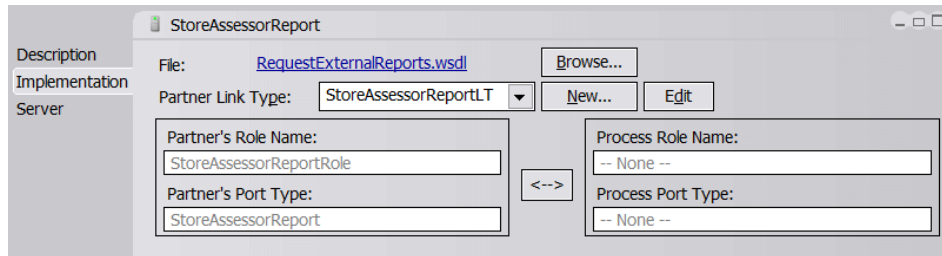 StoreAssessorReport
Description
Implementation
Server
File: RequestExternalReports.wsdl Browse...
Partner Link Type: StoreAssessorReportLT New... Edit
Partner's Role Name:
StoreAssessorReportRole
Partner's Port Type:
StoreAssessorReport
<-->
Process Role Name:
-- None --
Process Port Type:
-- None --